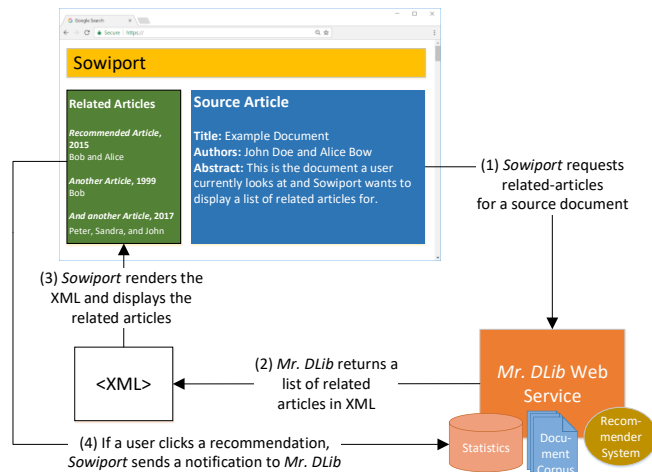 Google Search
Secure | https://
Sowiport
Related Articles
Recommended Article,
2015
Bob and Alice
Another Article, 1999
Bob
And another Article, 2017
Peter, Sandra, and John
Source Article
Title: Example Document
Authors: John Doe and Alice Bow
Abstract: This is the document a user
currently looks at and Sowiport wants to
display a list of related articles for.
(1) Sowiport requests
related-articles
for a source document
(3) Sowiport renders the
XML and displays the
related articles
<XML>
(2) Mr. DLib returns a
list of related
articles in XML
Mr. DLib Web
Service
Statistics
Docu-
ment
Corpus
Recom-
mender
System
(4) If a user clicks a recommendation,
Sowiport sends a notification to Mr. DLib